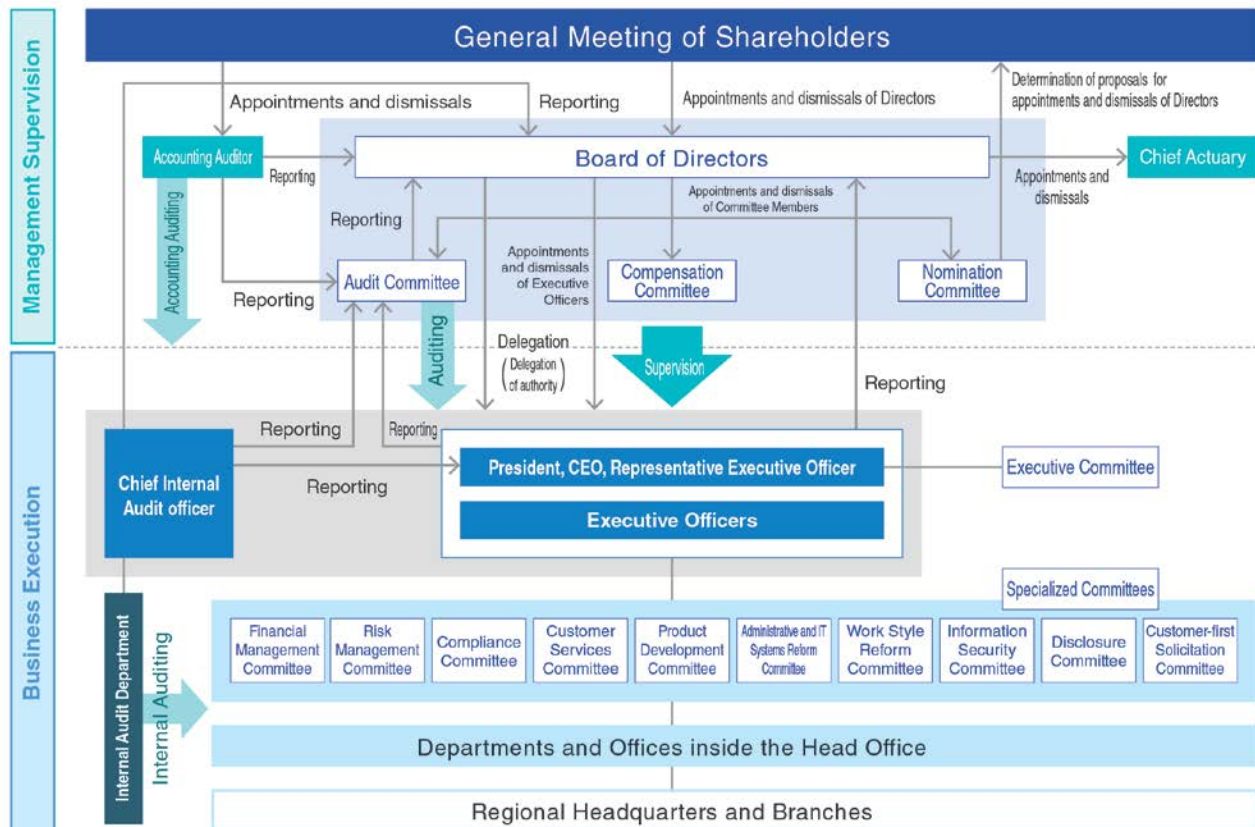 Management Supervision
General Meeting of Shareholders
Appointments and dismissals
Reporting
Appointments and dismissals of Directors
Determination of proposals for
appointments and dismissals of Directors
Accounting Auditor
Reporting
Board of Directors
Chief Actuary
Appointments and
dismissals
Accounting Auditing
Reporting
Appointments and dismissals
of Committee Members
Reporting
Audit Committee
Appointments
and dismissals
of Executive
Officers
Compensation
Committee
Nomination
Committee
Auditing
Delegation
( Delegation
of authority )
Supervision
Reporting
Business Execution
Reporting
Reporting
Chief Internal
Audit officer
Reporting
President, CEO, Representative Executive Officer
Executive Officers
Executive Committee
Specialized Committees
Internal Audit Department
Internal Auditing
Financial
Management
Committee
Risk
Management
Committee
Compliance
Committee
Customer
Services
Committee
Product
Development
Committee
Administrative and IT
Systems Reform
Committee
Work Style
Reform
Committee
Information
Security
Committee
Disclosure
Committee
Customer-first
Solicitation
Committee
Departments and Offices inside the Head Office
Regional Headquarters and Branches